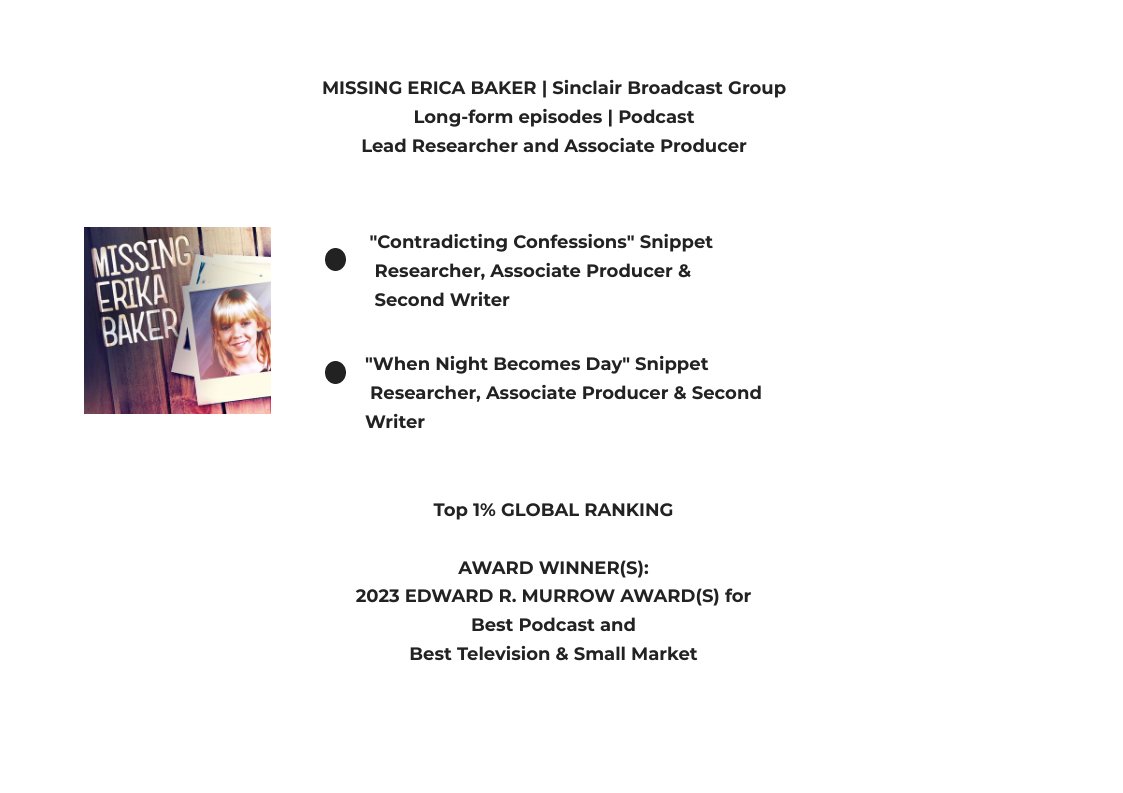 MISSING ERICA BAKER | Sinclair Broadcast Group
Long-form episodes | Podcast
Lead Researcher and Associate Producer
MISSING
ERIKA
BAKER
"Contradicting Confessions" Snippet
Researcher, Associate Producer &
Second Writer
"When Night Becomes Day" Snippet
Researcher, Associate Producer & Second
Writer
Top 1% GLOBAL RANKING
AWARD WINNER(S):
2023 EDWARD R. MURROW AWARD(S) for
Best Podcast and
Best Television & Small Market